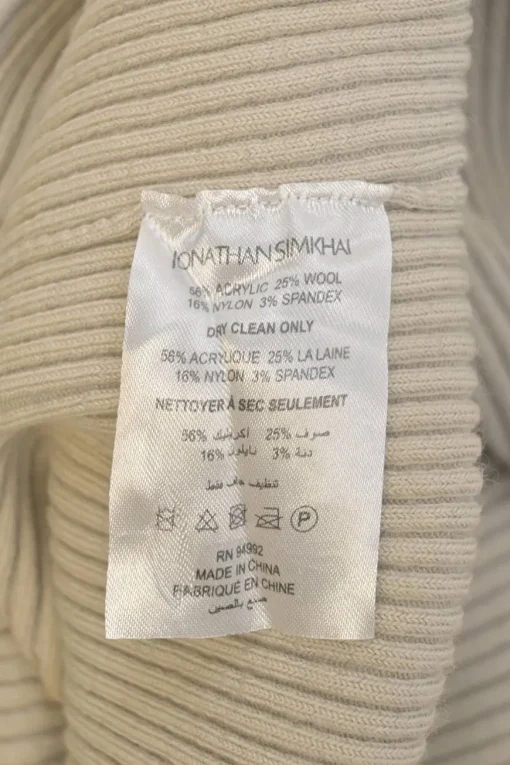 JONATHAN SIMKHAI
56% ACRYLIC 25% WOOL
16% NYLON 3% SPANDEX
DRY CLEAN ONLY
56% ACRYLIQUE 25% LA LAINE
16% NYLON 3% SPANDEX
NETTOYER À SEC SEULEMENT
56% أكريليك 25% صرف
16% نايلون 3% دنة
تنظيف جاف فقط
P
RN 94992
MADE IN CHINA
FABRIQUÉ EN CHINE
صنع بالصين